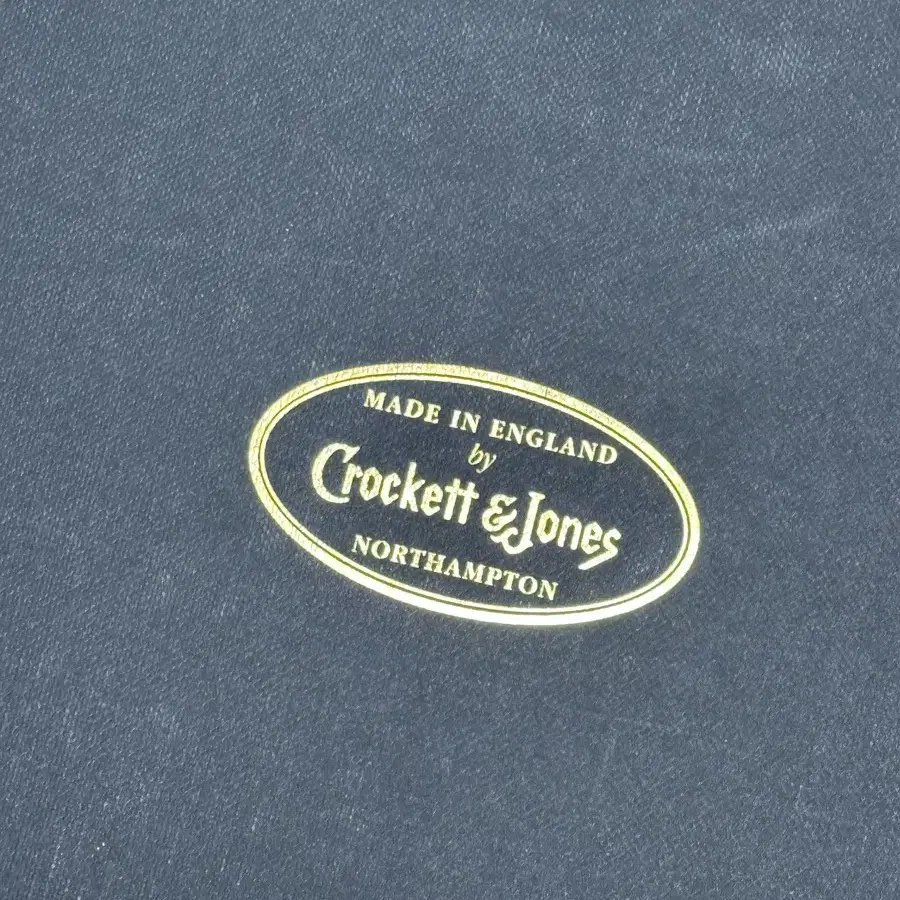 MADE IN ENGLAND
by
Crockett & Jones
NORTHAMPTON